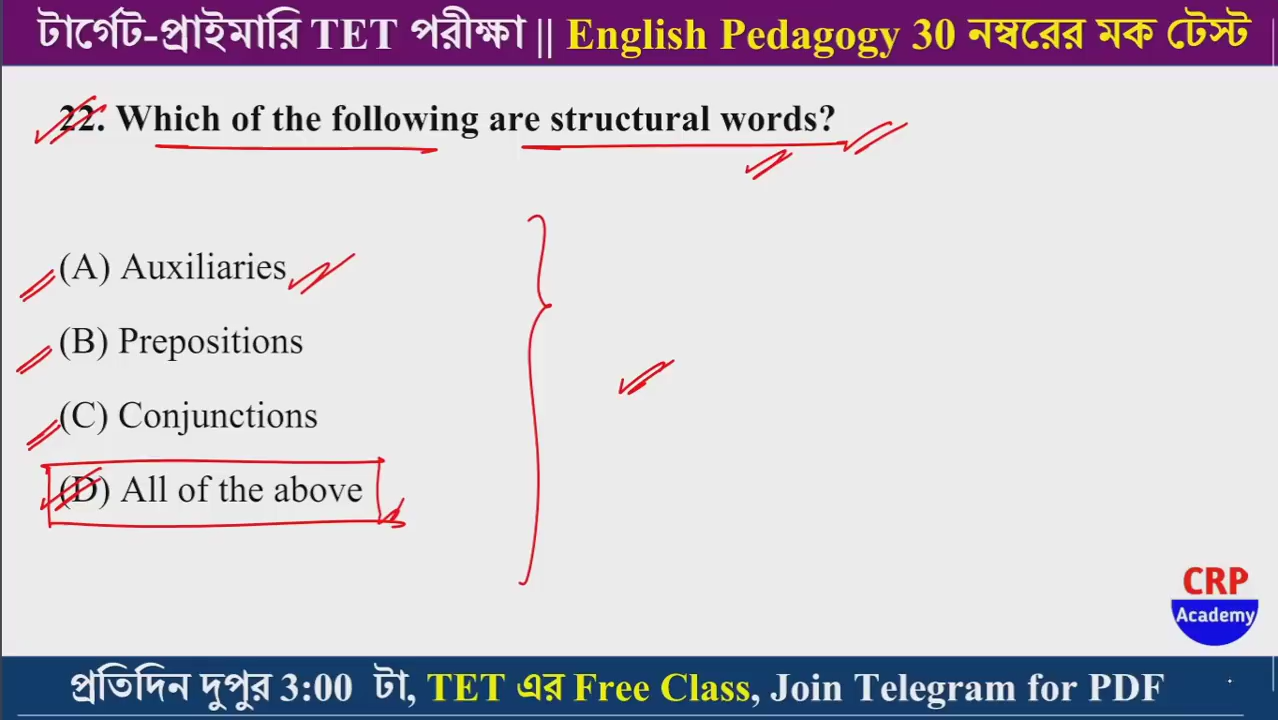 টার্গেট-প্রাইমারি TET পরীক্ষা || English Pedagogy 30 নম্বরের মক টেস্ট
22. Which of the following are structural words?
(A) Auxiliaries
(B) Prepositions
(C) Conjunctions
(D) All of the above
CRP
Academy
প্রতিদিন দুপুর 3:00 টা, TET এর Free Class, Join Telegram for PDF